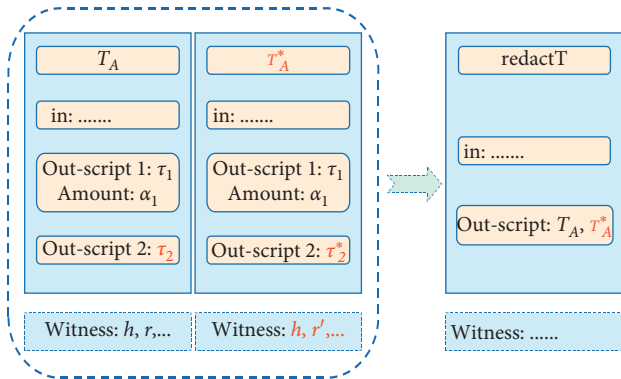 T_A
in: .......
Out-script 1: τ₁
Amount: α₁
Out-script 2: τ₂
Witness: h, r,...
T*_A
in: .......
Out-script 1: τ₁
Amount: α₁
Out-script 2: τ*₂
Witness: h, r′,...
redactT
in: .......
Out-script: T_A, T*_A
Witness: ......